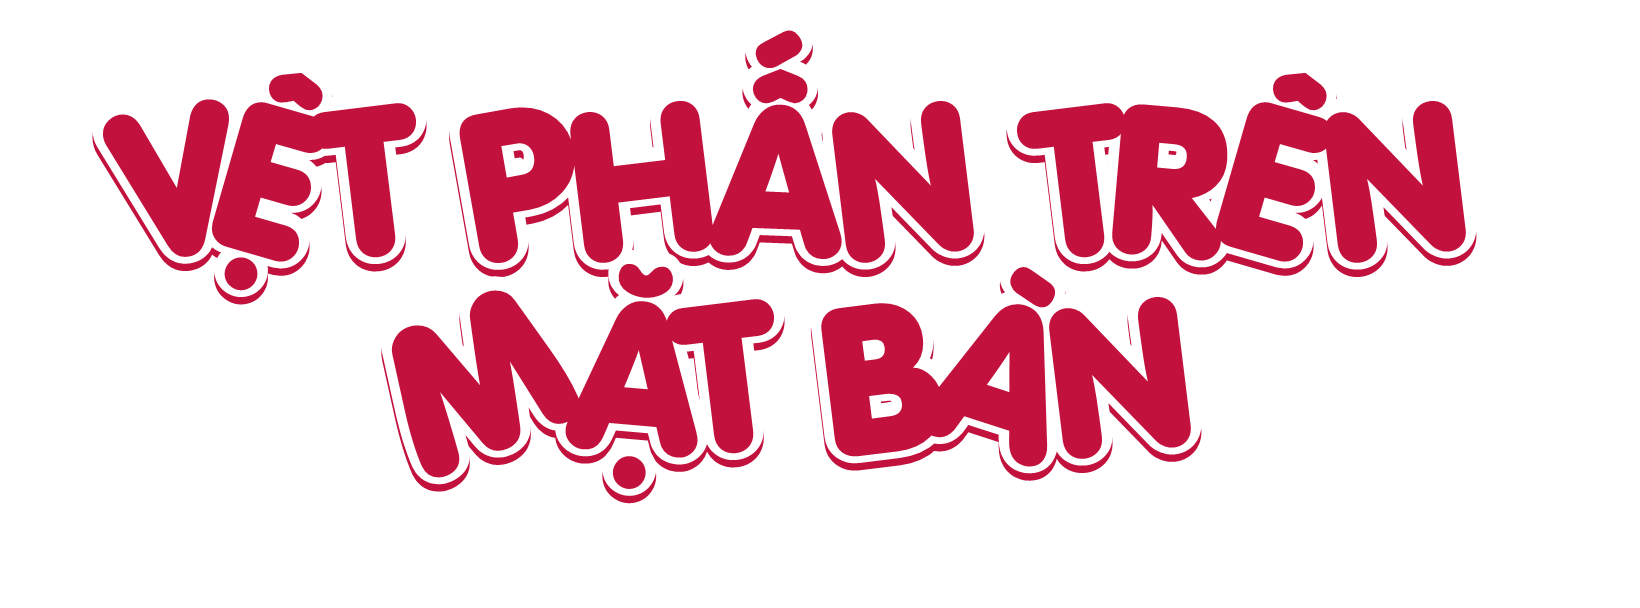 VỆT PHẤN TRÊN
MẶT BÀN